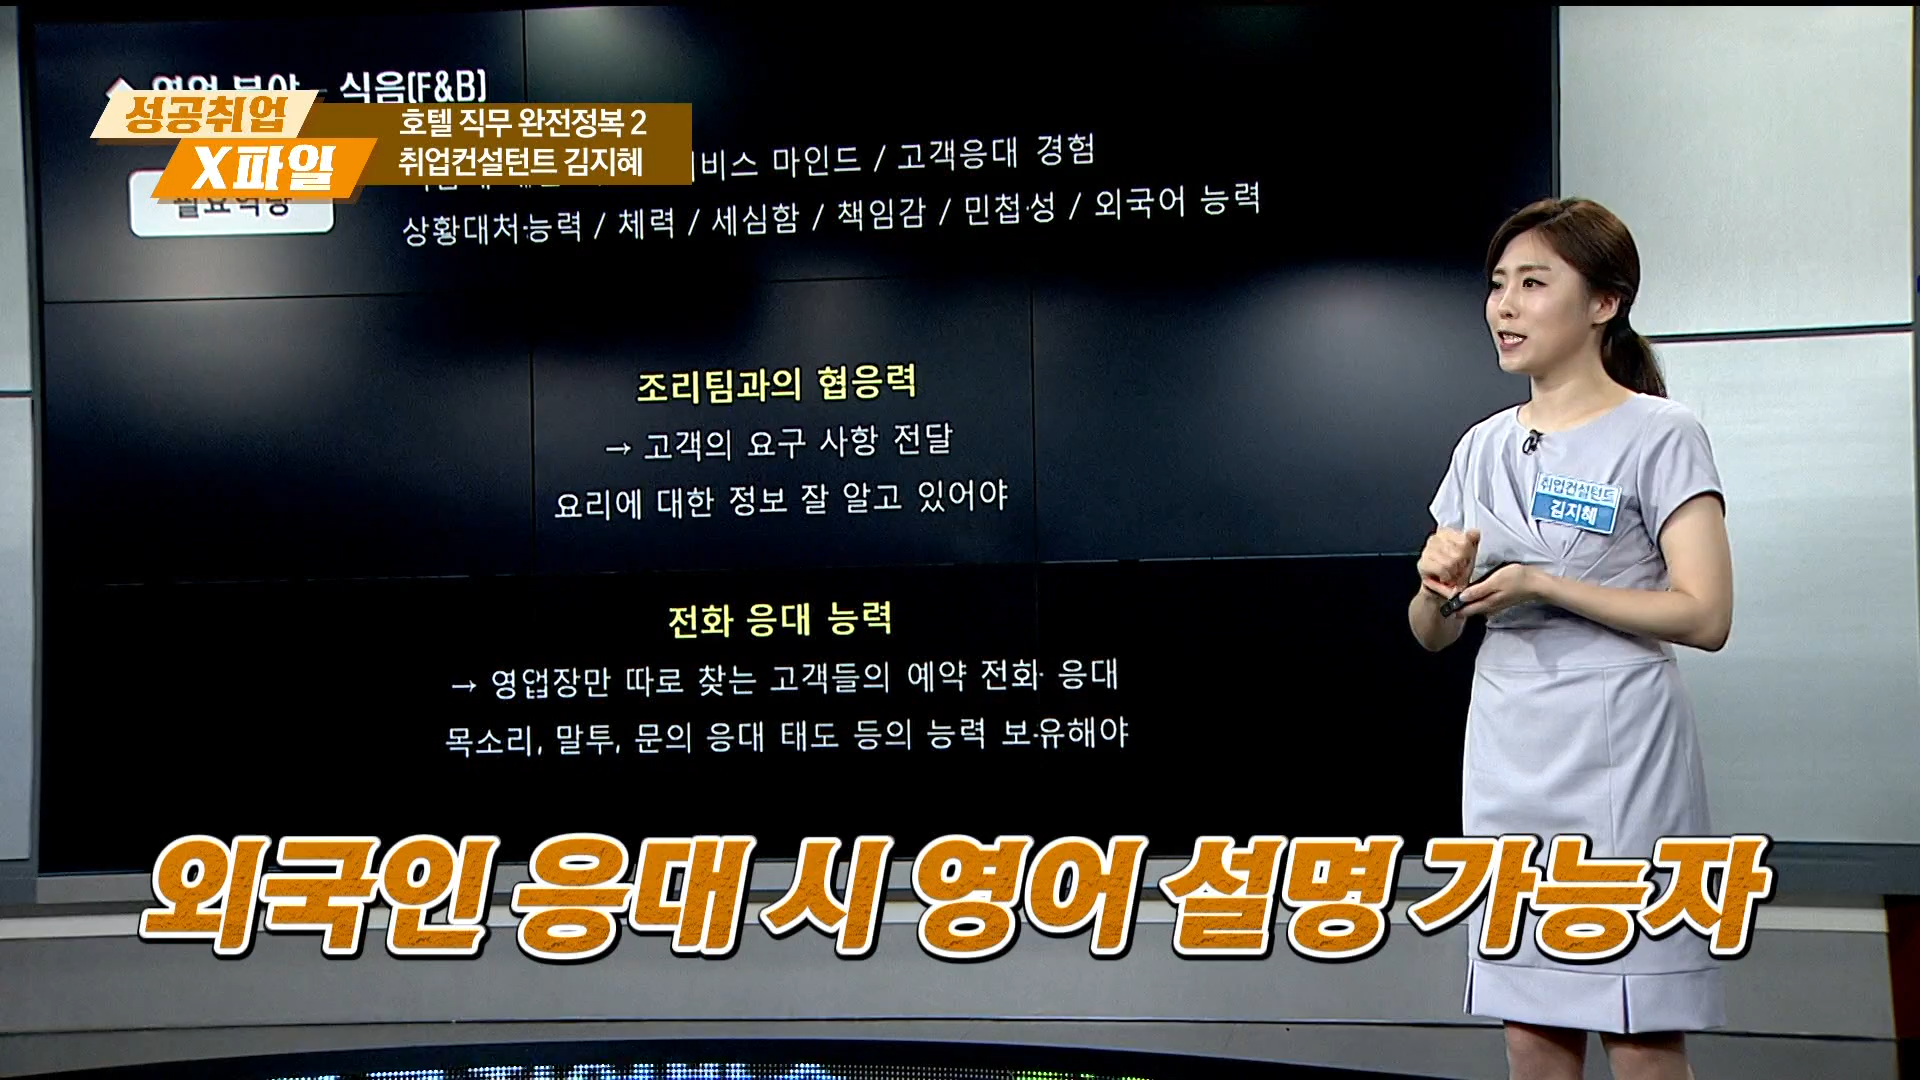 식음(F&B)
성공취업
X파일
호텔 직무 완전정복 2
취업컨설턴트 김지혜
비스 마인드 / 고객응대 경험
상황대처능력 / 체력 / 세심함 / 책임감 / 민첩성 / 외국어 능력
조리팀과의 협응력
→ 고객의 요구 사항 전달
요리에 대한 정보 잘 알고 있어야
취업컨설턴트
김지혜
전화 응대 능력
→ 영업장만 따로 찾는 고객들의 예약 전화 응대
목소리, 말투, 문의 응대 태도 등의 능력 보유해야
외국인 응대 시 영어 설명 가능자